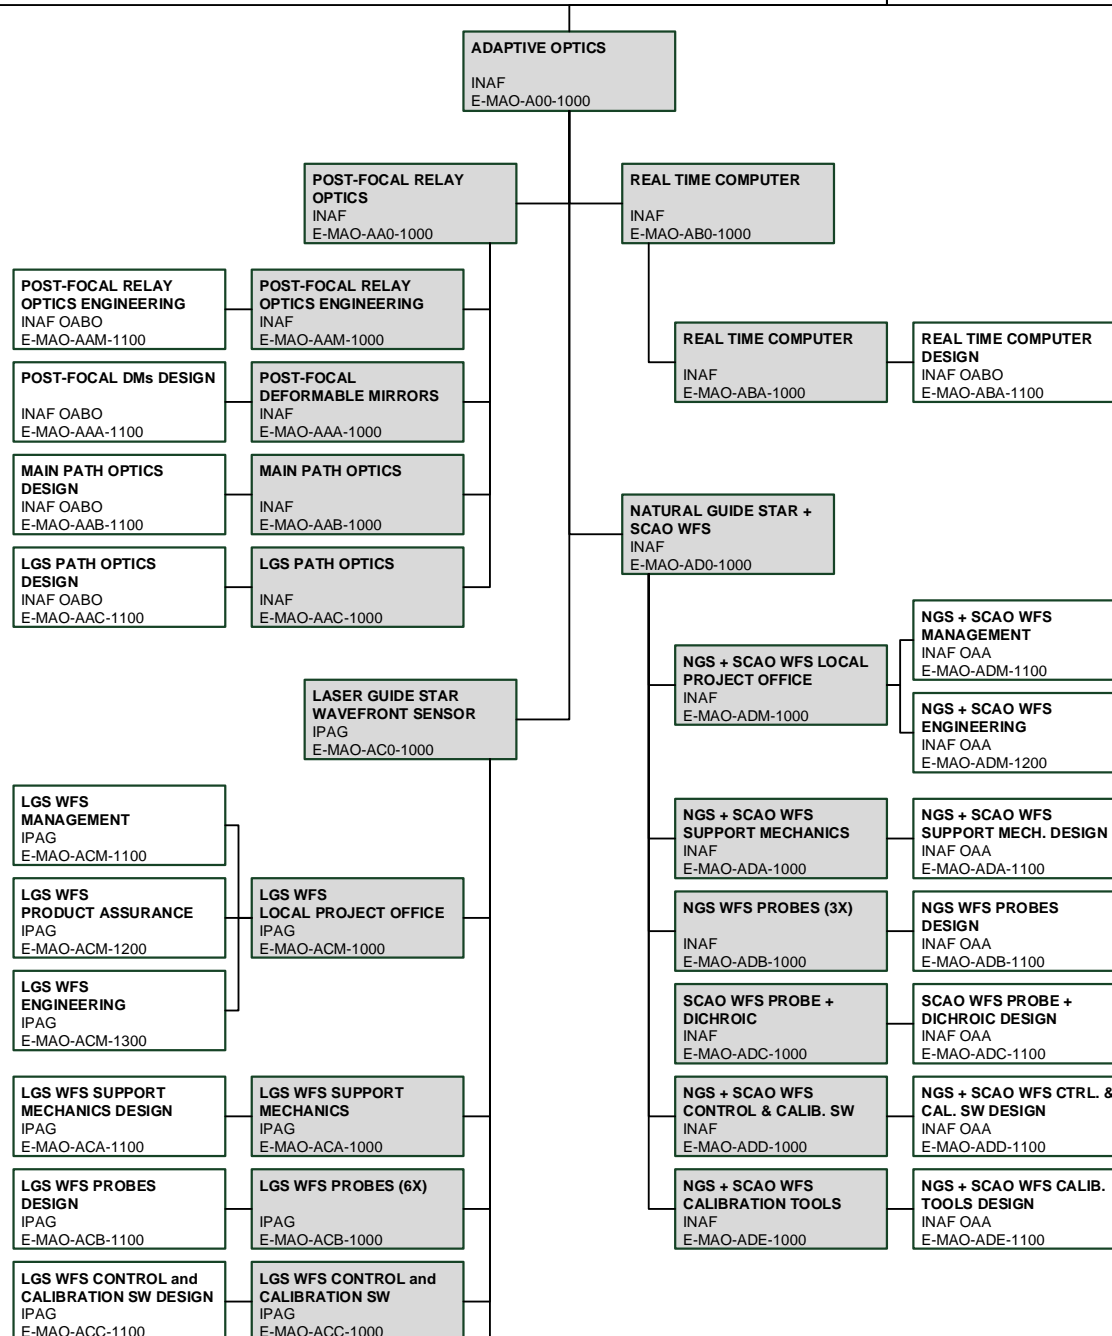 ADAPTIVE OPTICS
INAF
E-MAO-A00-1000
POST-FOCAL RELAY
OPTICS
INAF
E-MAO-AA0-1000
REAL TIME COMPUTER
INAF
E-MAO-AB0-1000
POST-FOCAL RELAY
OPTICS ENGINEERING
INAF OABO
E-MAO-AAM-1100
POST-FOCAL RELAY
OPTICS ENGINEERING
INAF
E-MAO-AAM-1000
REAL TIME COMPUTER
INAF
E-MAO-ABA-1000
REAL TIME COMPUTER
DESIGN
INAF OABO
E-MAO-ABA-1100
POST-FOCAL DMs DESIGN
INAF OABO
E-MAO-AAA-1100
POST-FOCAL
DEFORMABLE MIRRORS
INAF
E-MAO-AAA-1000
MAIN PATH OPTICS
DESIGN
INAF OABO
E-MAO-AAB-1100
MAIN PATH OPTICS
INAF
E-MAO-AAB-1000
NATURAL GUIDE STAR +
SCAO WFS
INAF
E-MAO-AD0-1000
LGS PATH OPTICS
DESIGN
INAF OABO
E-MAO-AAC-1100
LGS PATH OPTICS
INAF
E-MAO-AAC-1000
NGS + SCAO WFS
MANAGEMENT
INAF OAA
E-MAO-ADM-1100
NGS + SCAO WFS LOCAL
PROJECT OFFICE
INAF
E-MAO-ADM-1000
NGS + SCAO WFS
ENGINEERING
INAF OAA
E-MAO-ADM-1200
LASER GUIDE STAR
WAVEFRONT SENSOR
IPAG
E-MAO-AC0-1000
LGS WFS
MANAGEMENT
IPAG
E-MAO-ACM-1100
NGS + SCAO WFS
SUPPORT MECHANICS
INAF
E-MAO-ADA-1000
NGS + SCAO WFS
SUPPORT MECH. DESIGN
INAF OAA
E-MAO-ADA-1100
LGS WFS
PRODUCT ASSURANCE
IPAG
E-MAO-ACM-1200
LGS WFS
LOCAL PROJECT OFFICE
IPAG
E-MAO-ACM-1000
NGS WFS PROBES (3X)
INAF
E-MAO-ADB-1000
NGS WFS PROBES
DESIGN
INAF OAA
E-MAO-ADB-1100
LGS WFS
ENGINEERING
IPAG
E-MAO-ACM-1300
SCAO WFS PROBE +
DICHROIC
INAF
E-MAO-ADC-1000
SCAO WFS PROBE +
DICHROIC DESIGN
INAF OAA
E-MAO-ADC-1100
LGS WFS SUPPORT
MECHANICS DESIGN
IPAG
E-MAO-ACA-1100
LGS WFS SUPPORT
MECHANICS
IPAG
E-MAO-ACA-1000
NGS + SCAO WFS
CONTROL & CALIB. SW
INAF
E-MAO-ADD-1000
NGS + SCAO WFS CTRL. &
CAL. SW DESIGN
INAF OAA
E-MAO-ADD-1100
LGS WFS PROBES
DESIGN
IPAG
E-MAO-ACB-1100
LGS WFS PROBES (6X)
IPAG
E-MAO-ACB-1000
NGS + SCAO WFS
CALIBRATION TOOLS
INAF
E-MAO-ADE-1000
NGS + SCAO WFS CALIB.
TOOLS DESIGN
INAF OAA
E-MAO-ADE-1100
LGS WFS CONTROL and
CALIBRATION SW DESIGN
IPAG
E-MAO-ACC-1100
LGS WFS CONTROL and
CALIBRATION SW
IPAG
E-MAO-ACC-1000